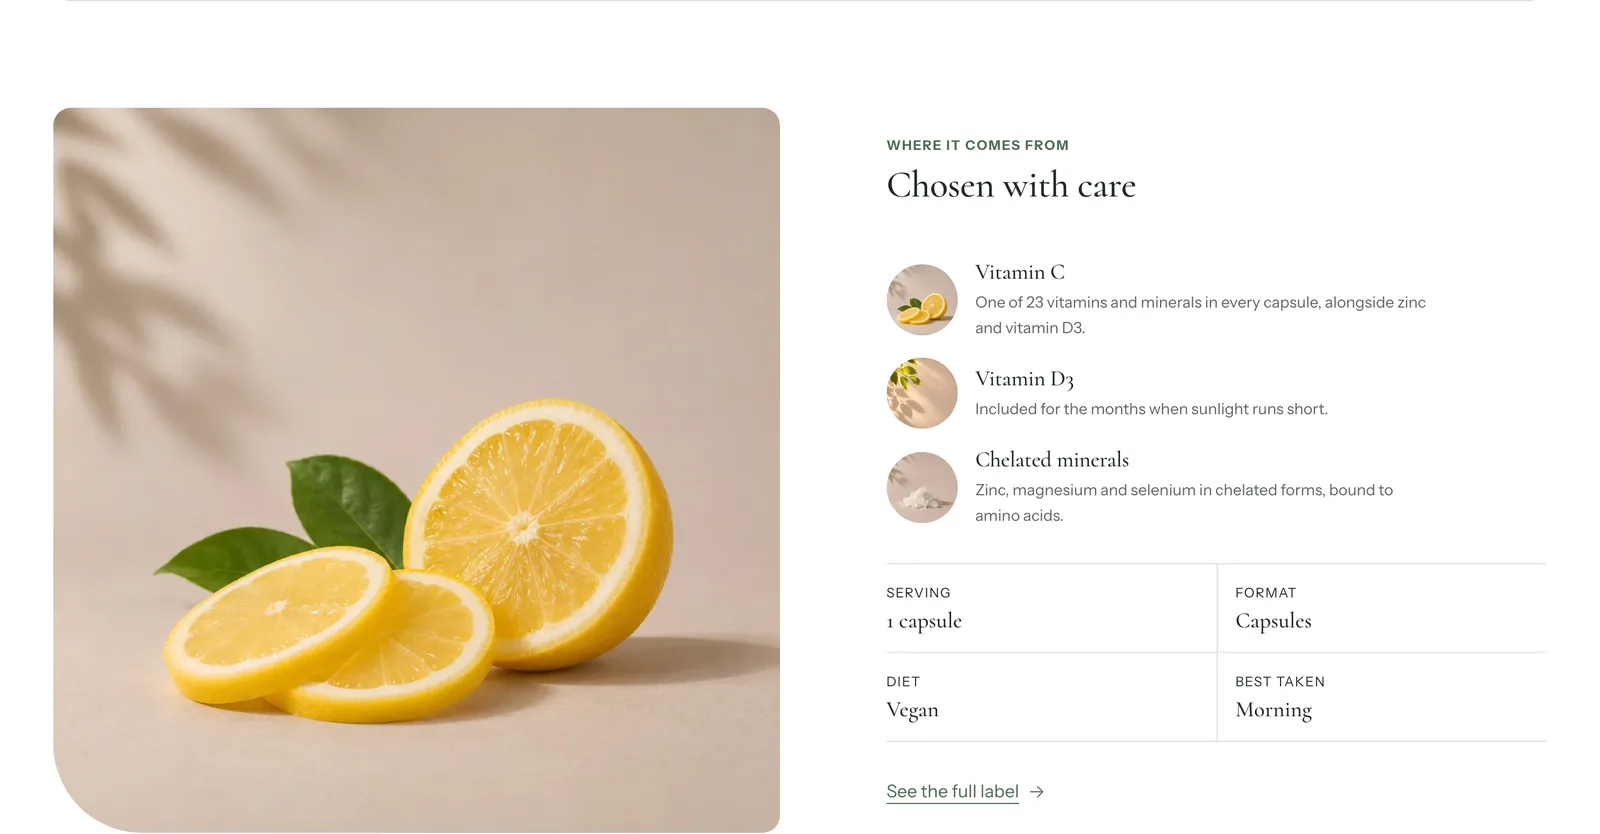 WHERE IT COMES FROM
Chosen with care
Vitamin C
One of 23 vitamins and minerals in every capsule, alongside zinc
and vitamin D3.
Vitamin D3
Included for the months when sunlight runs short.
Chelated minerals
Zinc, magnesium and selenium in chelated forms, bound to
amino acids.
SERVING
1 capsule
FORMAT
Capsules
DIET
Vegan
BEST TAKEN
Morning
See the full label →